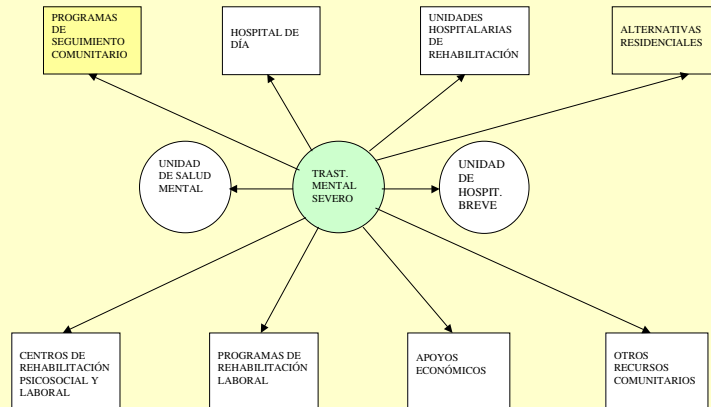 PROGRAMAS
DE
SEGUIMIENTO
COMUNITARIO
HOSPITAL DE
DÍA
UNIDADES
HOSPITALARIAS
DE
REHABILITACIÓN
ALTERNATIVAS
RESIDENCIALES
UNIDAD
DE SALUD
MENTAL
TRAST.
MENTAL
SEVERO
UNIDAD
DE
HOSPIT.
BREVE
CENTROS DE
REHABILITACIÓN
PSICOSOCIAL Y
LABORAL
PROGRAMAS DE
REHABILITACIÓN
LABORAL
APOYOS
ECONÓMICOS
OTROS
RECURSOS
COMUNITARIOS